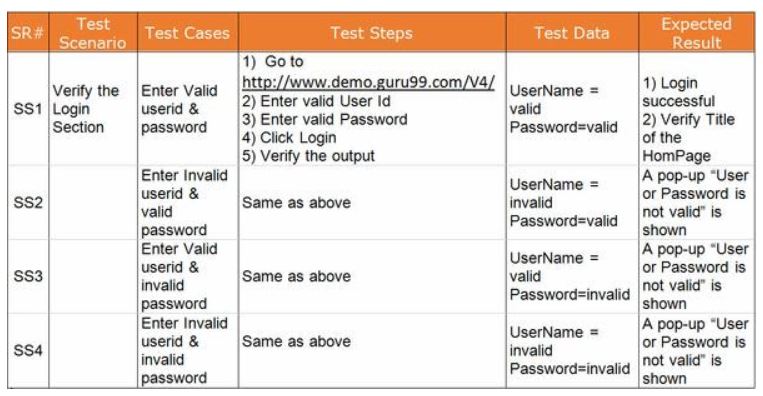 SR# Test Scenario Test Cases Test Steps Test Data Expected Result
SS1
Verify the
Login
Section
Enter Valid
userid &
password
1) Go to
http://www.demo.guru99.com/V4/
2) Enter valid User Id
3) Enter valid Password
4) Click Login
5) Verify the output
UserName =
valid
Password=valid
1) Login
successful
2) Verify Title
of the
HomPage
SS2
Enter Invalid
userid &
valid
password
Same as above
UserName =
invalid
Password=valid
A pop-up “User
or Password is
not valid” is
shown
SS3
Enter Valid
userid &
invalid
password
Same as above
UserName =
valid
Password=invalid
A pop-up “User
or Password is
not valid” is
shown
SS4
Enter Invalid
userid &
invalid
password
Same as above
UserName =
invalid
Password=invalid
A pop-up “User
or Password is
not valid” is
shown